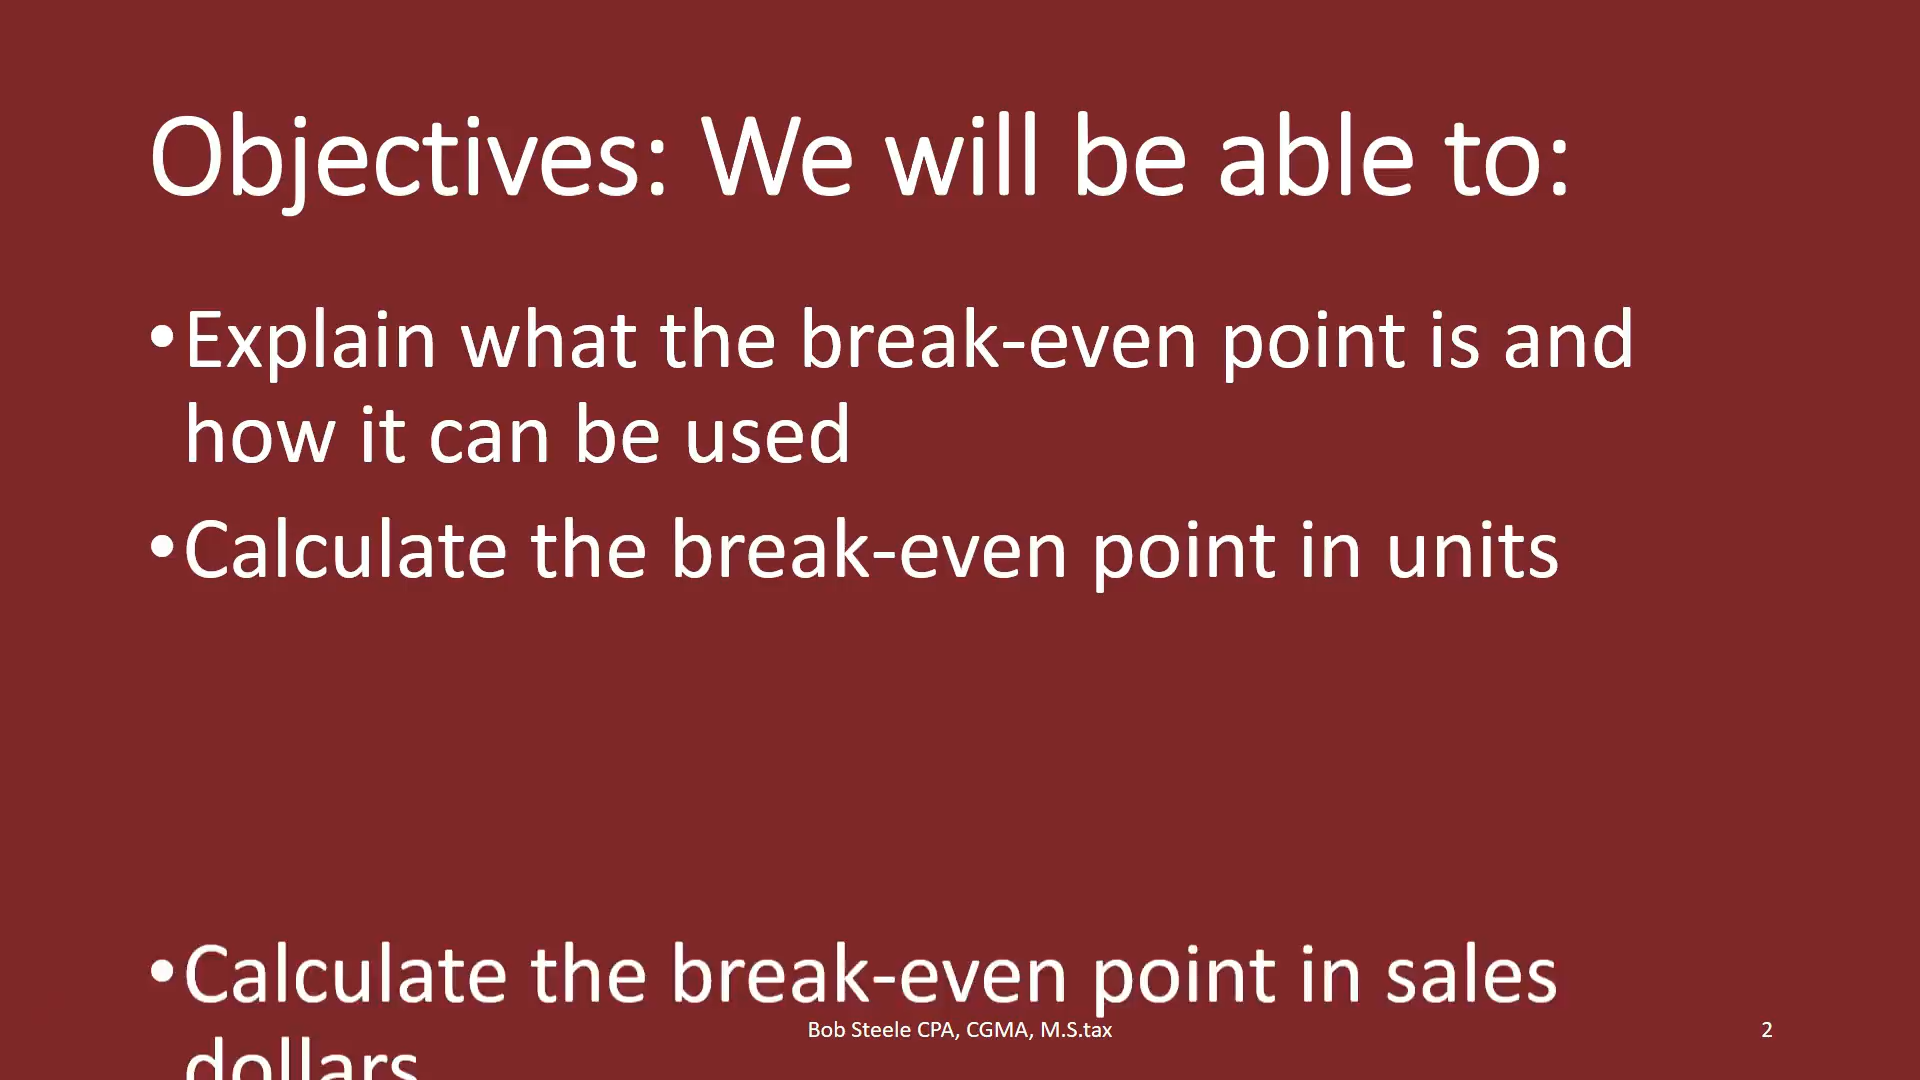 Objectives: We will be able to:
•Explain what the break-even point is and
how it can be used
•Calculate the break-even point in units
•Calculate the break-even point in sales
dollars
Bob Steele CPA, CGMA, M.S.tax
2